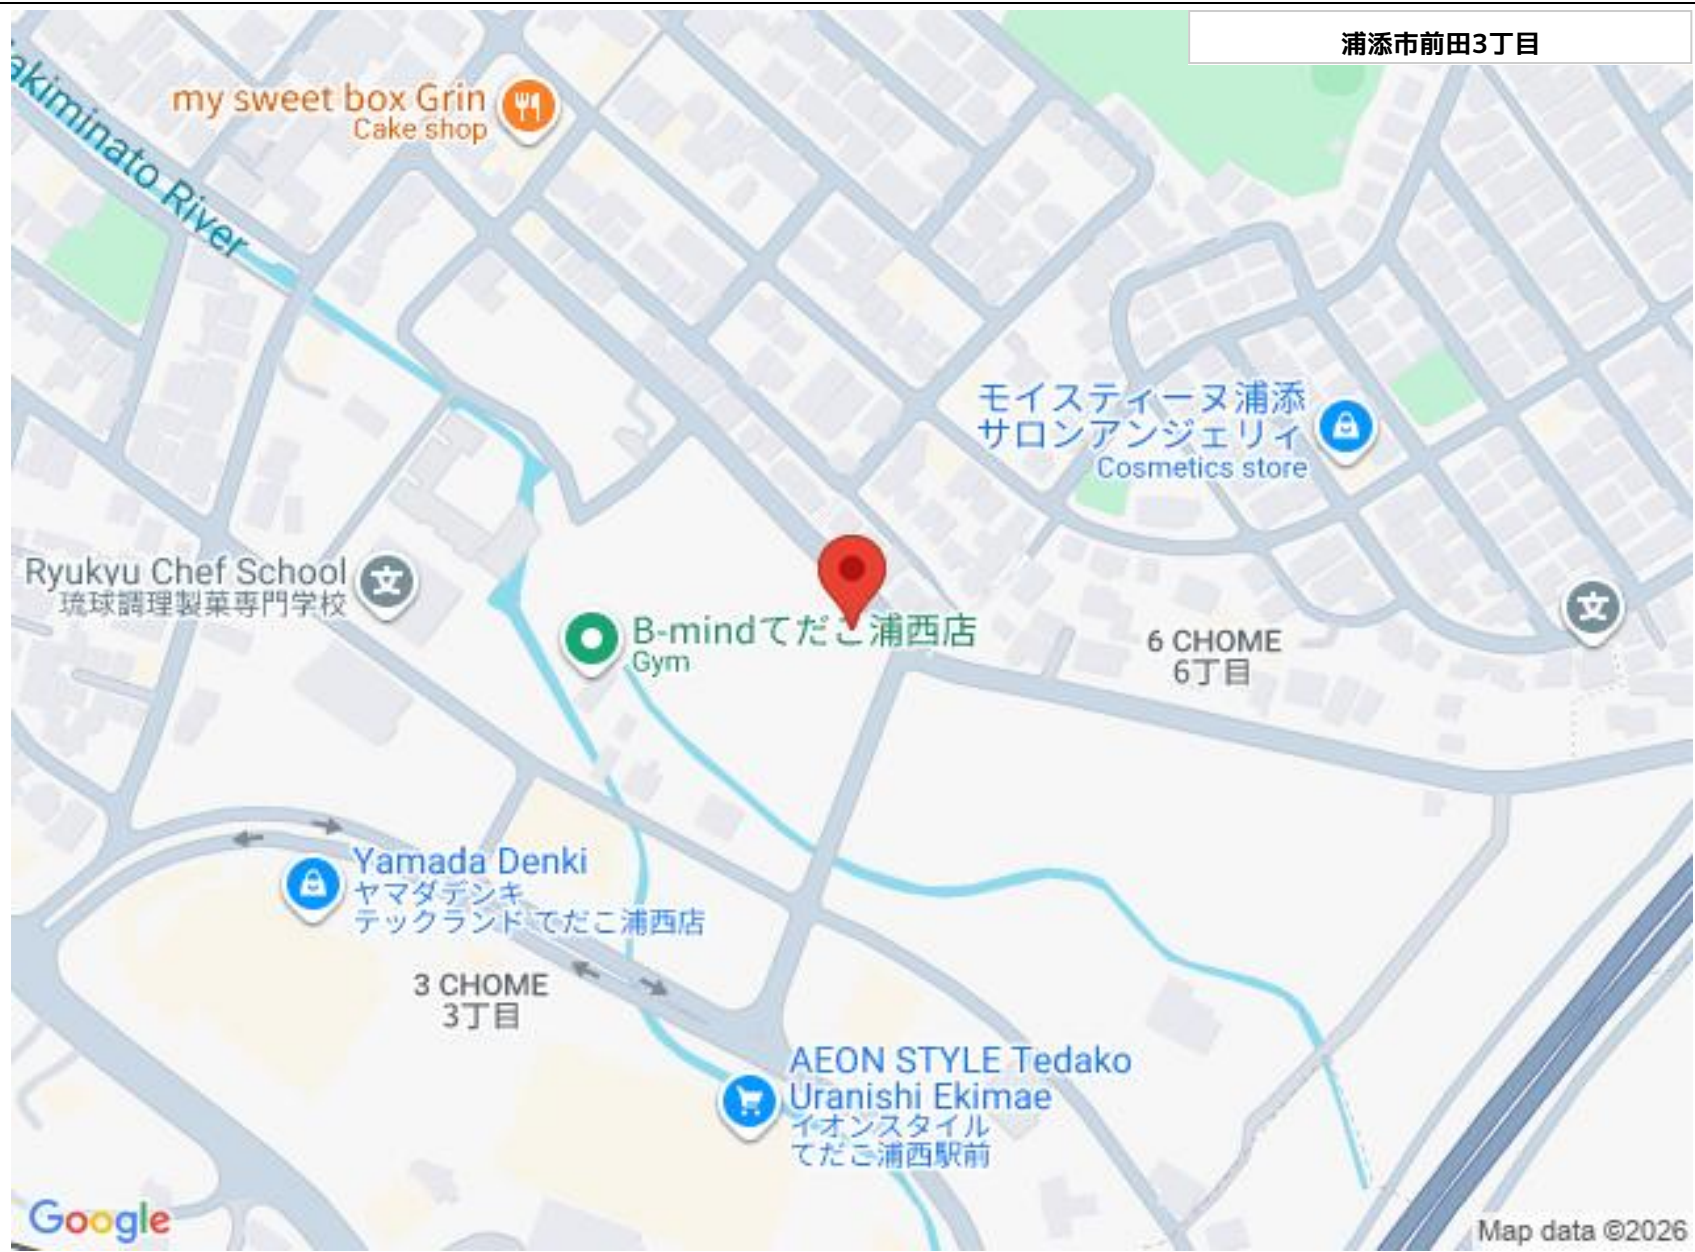 浦添市前田3丁目
my sweet box Grin
Cake shop
akiminato River
モイスティーヌ浦添
サロンアンジェリィ
Cosmetics store
Ryukyu Chef School
琉球調理製菓専門学校
B-mindてだこ浦西店
Gym
6 CHOME
6丁目
Yamada Denki
ヤマダデンキ
テックランド てだこ浦西店
3 CHOME
3丁目
AEON STYLE Tedako
Uranishi Ekimae
イオンスタイル
てだこ浦西駅前
Google
Map data ©2026